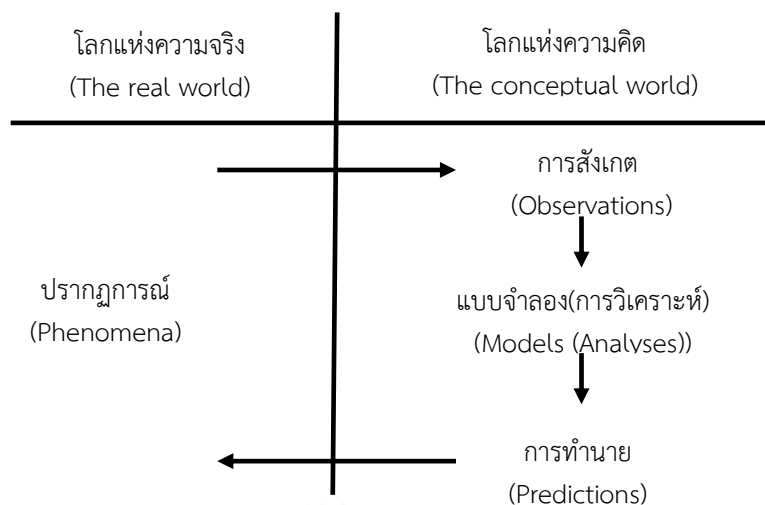 โลกแห่งความจริง
(The real world)
โลกแห่งความคิด
(The conceptual world)
การสังเกต
(Observations)
ปรากฏการณ์
(Phenomena)
แบบจำลอง(การวิเคราะห์)
(Models (Analyses))
การทำนาย
(Predictions)